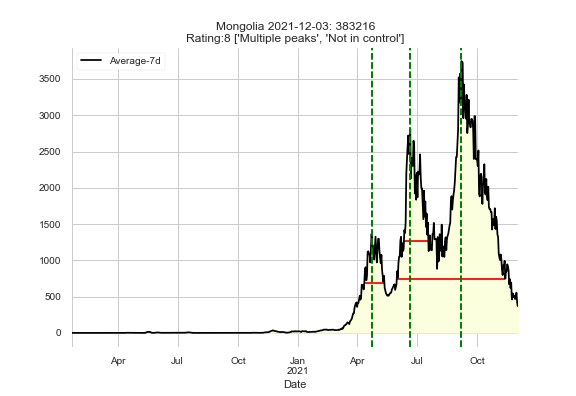 Mongolia 2021-12-03: 383216
Rating:8 ['Multiple peaks', 'Not in control']
Average-7d
3500
3000
2500
2000
1500
1000
500
0
Apr Jul Oct Jan Apr Jul Oct
2021
Date